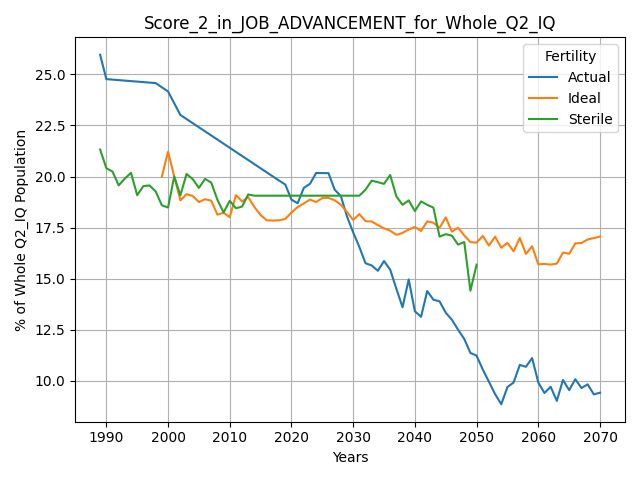 Score_2_in_JOB_ADVANCEMENT_for_Whole_Q2_IQ
Fertility
Actual
Ideal
Sterile
% of Whole Q2_IQ Population
25.0
22.5
20.0
17.5
15.0
12.5
10.0
1990 2000 2010 2020 2030 2040 2050 2060 2070
Years